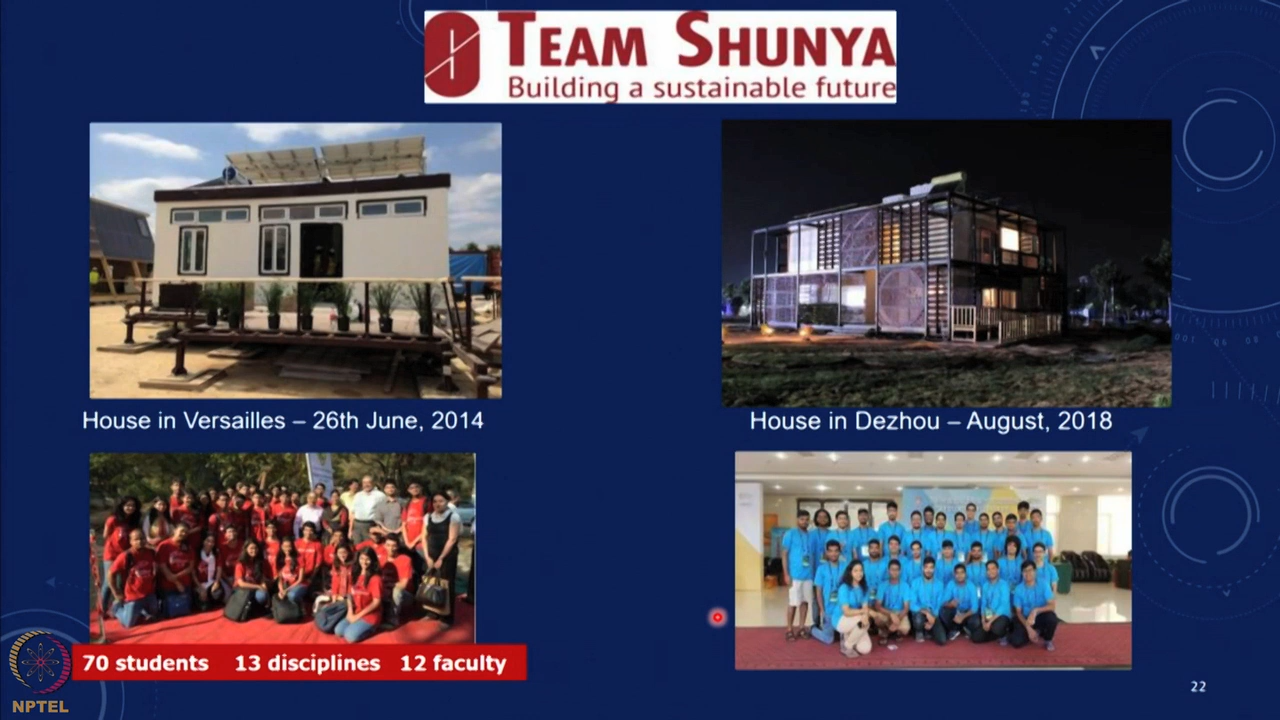 TEAM SHUNYA
Building a sustainable future
House in Versailles – 26th June, 2014
House in Dezhou – August, 2018
70 students 13 disciplines 12 faculty
22
NPTEL